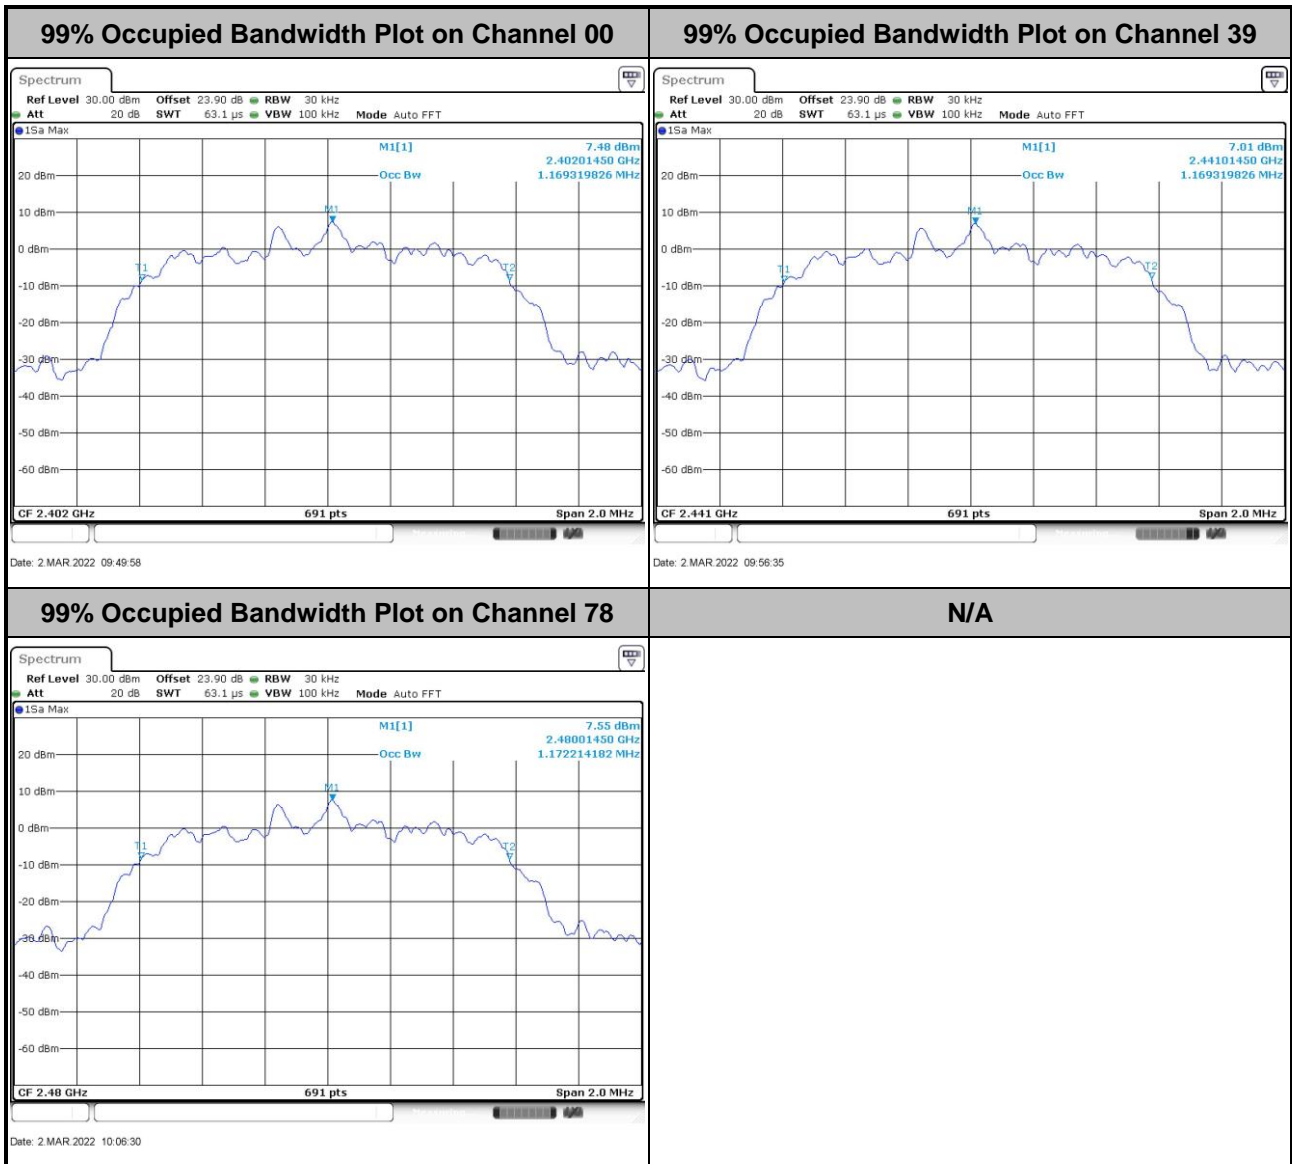 99% Occupied Bandwidth Plot on Channel 00
Spectrum
Ref Level 30.00 dBm Offset 23.90 dB RBW 30 kHz
Att 20 dB SWT 63.1 µs VBW 100 kHz Mode Auto FFT
1Sa Max
M1[1] 7.48 dBm
2.40201450 GHz
Occ Bw 1.169319826 MHz
20 dBm
10 dBm
M1
0 dBm
T1
T2
-10 dBm
-20 dBm
-30 dBm
-40 dBm
-50 dBm
-60 dBm
CF 2.402 GHz 691 pts Span 2.0 MHz
Date: 2.MAR.2022 09:49:58
99% Occupied Bandwidth Plot on Channel 39
Spectrum
Ref Level 30.00 dBm Offset 23.90 dB RBW 30 kHz
Att 20 dB SWT 63.1 µs VBW 100 kHz Mode Auto FFT
1Sa Max
M1[1] 7.01 dBm
2.44101450 GHz
Occ Bw 1.169319826 MHz
20 dBm
10 dBm
M1
0 dBm
T1
T2
-10 dBm
-20 dBm
-30 dBm
-40 dBm
-50 dBm
-60 dBm
CF 2.441 GHz 691 pts Span 2.0 MHz
Date: 2.MAR.2022 09:56:35
99% Occupied Bandwidth Plot on Channel 78
Spectrum
Ref Level 30.00 dBm Offset 23.90 dB RBW 30 kHz
Att 20 dB SWT 63.1 µs VBW 100 kHz Mode Auto FFT
1Sa Max
M1[1] 7.55 dBm
2.48001450 GHz
Occ Bw 1.172214182 MHz
20 dBm
10 dBm
M1
0 dBm
T1
T2
-10 dBm
-20 dBm
-30 dBm
-40 dBm
-50 dBm
-60 dBm
CF 2.48 GHz 691 pts Span 2.0 MHz
Date: 2.MAR.2022 10:06:30
N/A